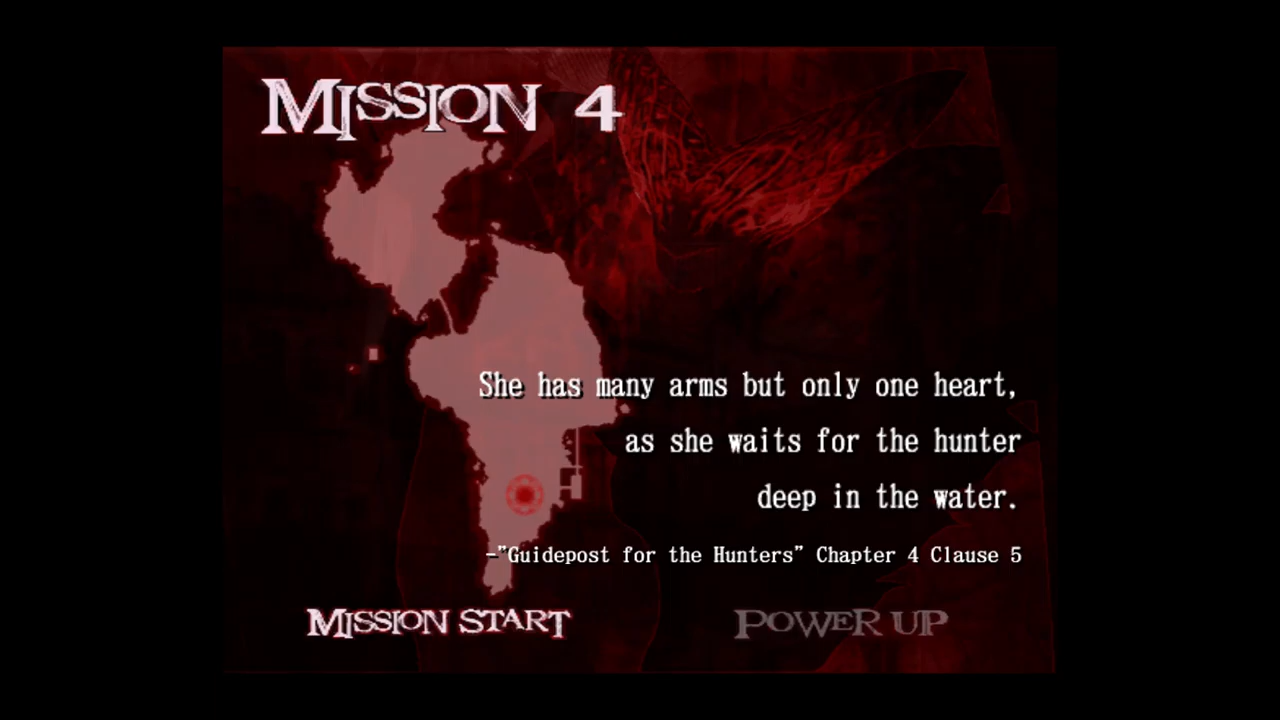 MISSION 4
She has many arms but only one heart,
as she waits for the hunter
deep in the water.
-"Guidepost for the Hunters" Chapter 4 Clause 5
MISSION START
POWER UP